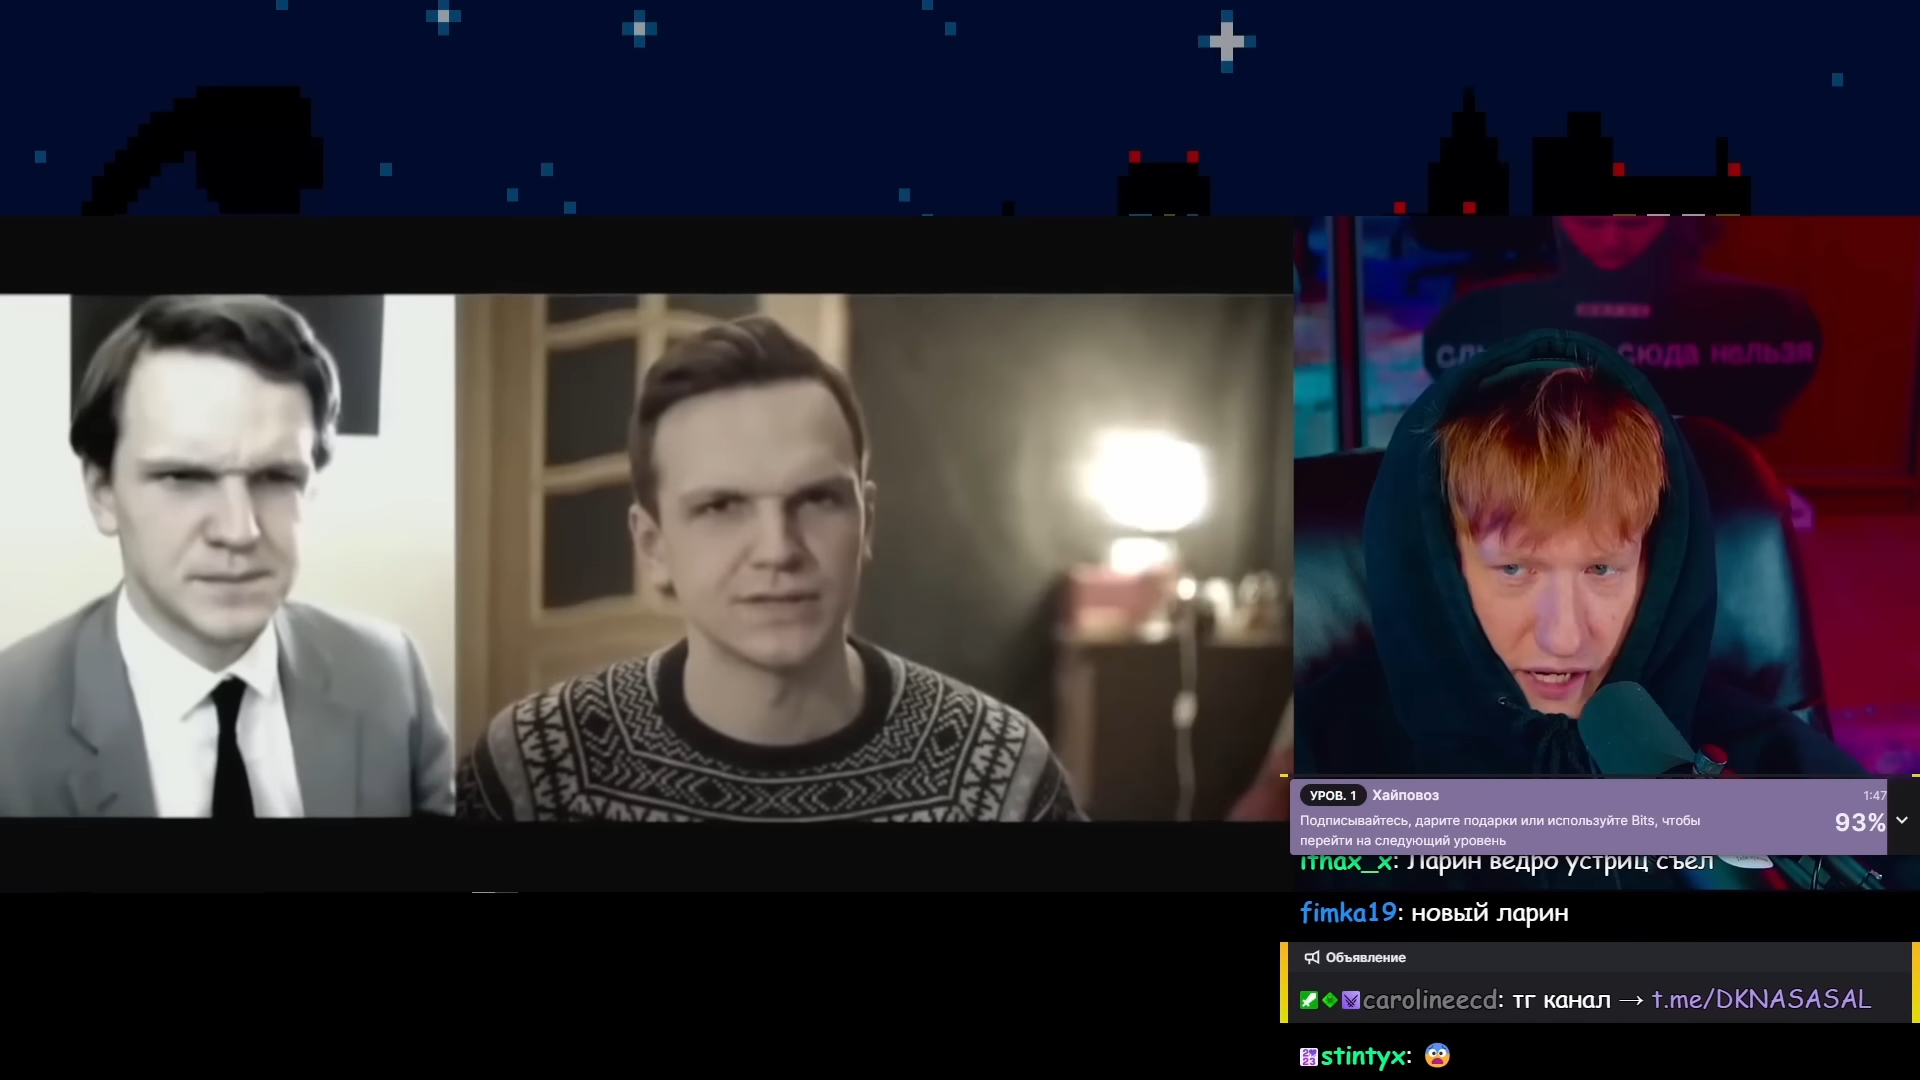 сюда нельзя
УРОВ. 1 Хайповоз 1:47
Подписывайтесь, дарите подарки или используйте Bits, чтобы
перейти на следующий уровень
93%
ithax_x: Ларин ведро устриц съел
fimka19: новый ларин
Объявление
carolineecd: тг канал → t.me/DKNASASAL
stintyx: